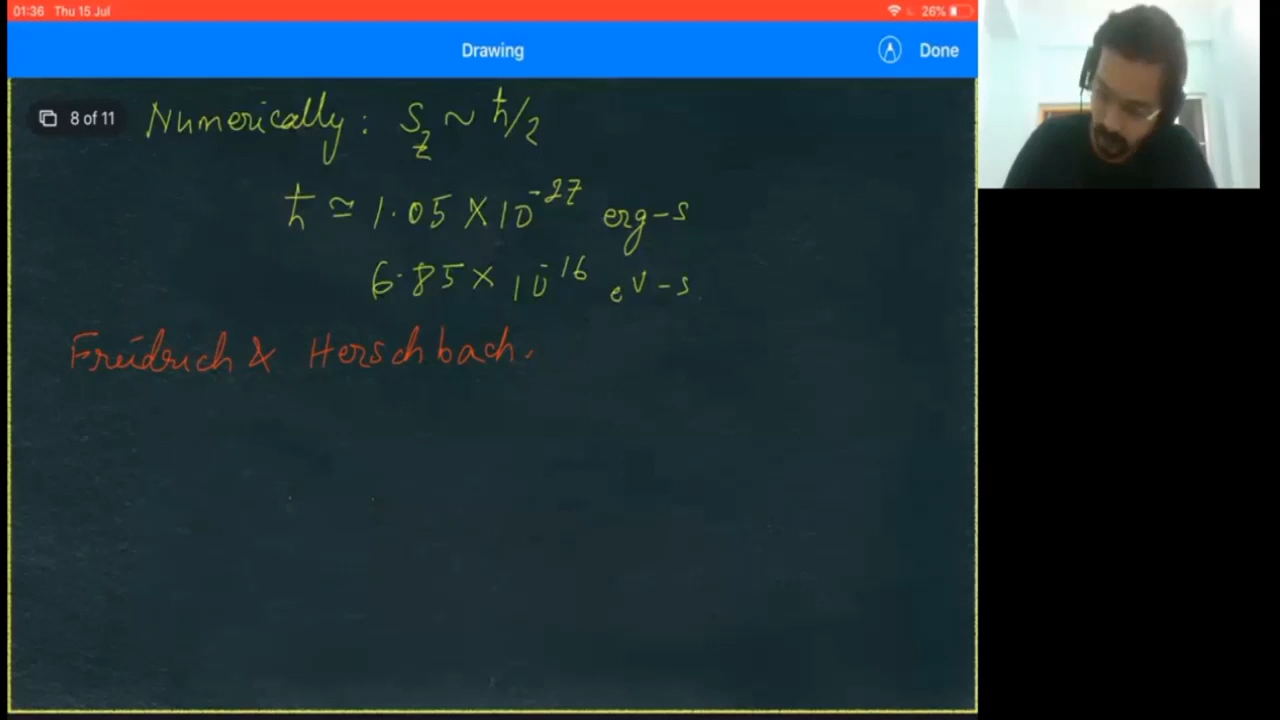 01:36 Thu 15 Jul 26%
Drawing Done
8 of 11
Numerically: S_z ~ ħ/2
ħ ≃ 1.05 × 10^-27 erg-s
6.85 × 10^-16 eV-s
Freidrich & Herschbach.